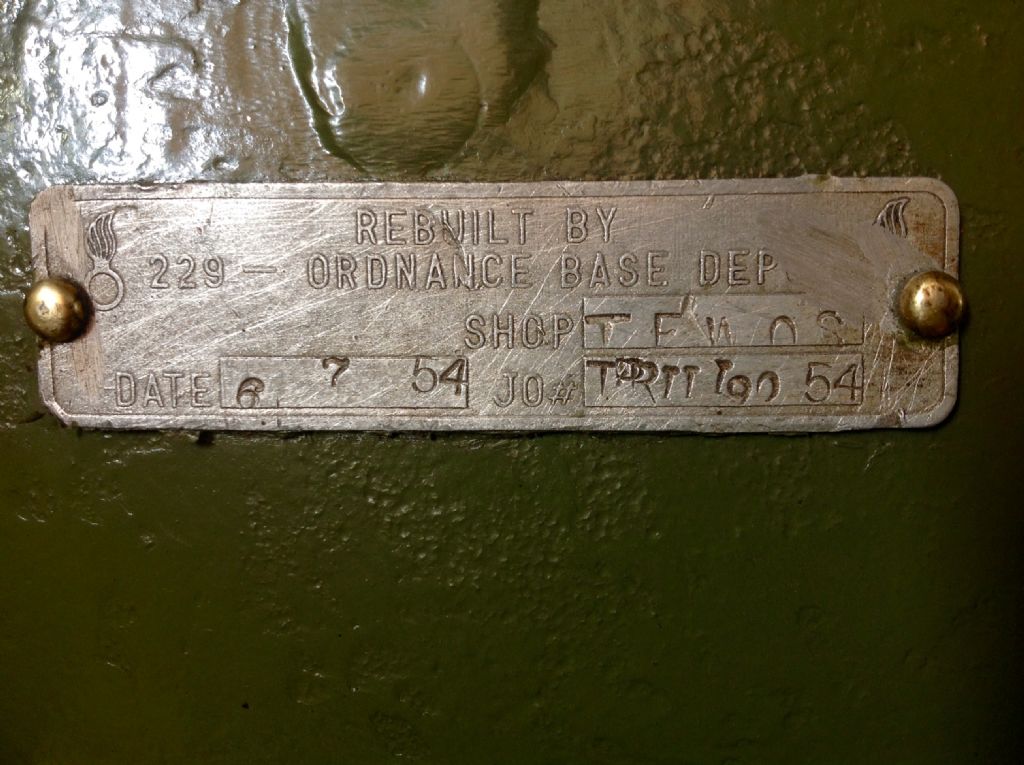 REBUILT BY
229 — ORDNANCE BASE DEP
SHOP T E W O S
DATE 6 7 54 JO# 54